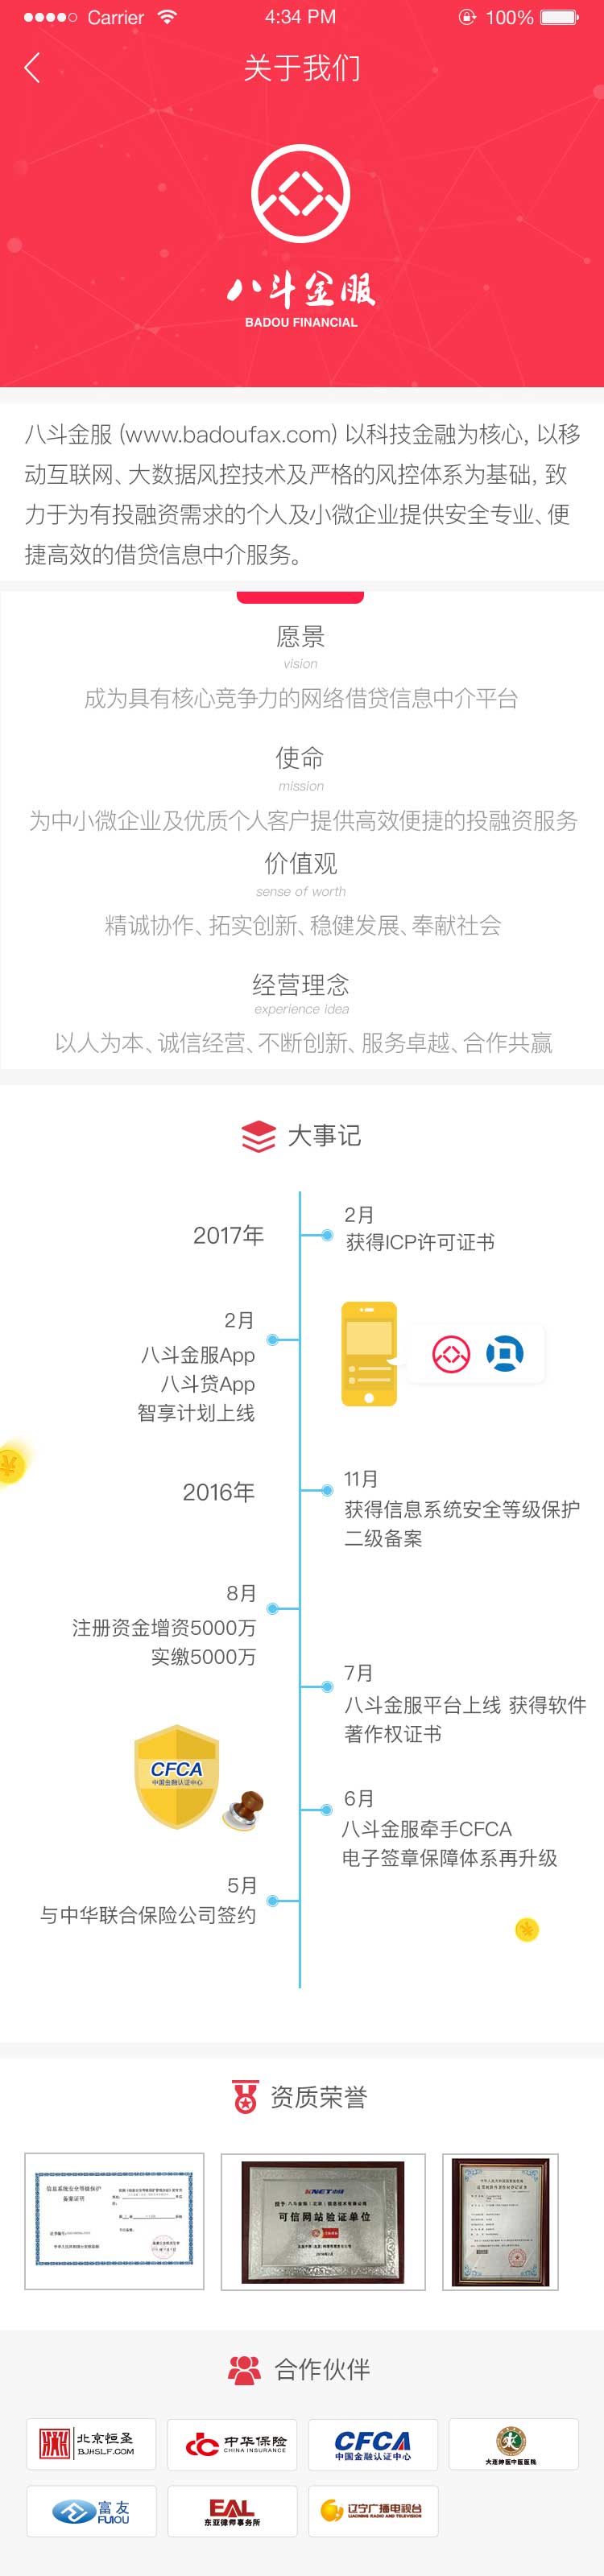 Carrier
4:34 PM
100%
关于我们
八斗金服
BADOU FINANCIAL
八斗金服 (www.badoufax.com) 以科技金融为核心, 以移
动互联网、大数据风控技术及严格的风控体系为基础, 致
力于为有投融资需求的个人及小微企业提供安全专业、便
捷高效的借贷信息中介服务。
愿景
vision
成为具有核心竞争力的网络借贷信息中介平台
使命
mission
为中小微企业及优质个人客户提供高效便捷的投融资服务
价值观
sense of worth
精诚协作、拓实创新、稳健发展、奉献社会
经营理念
experience idea
以人为本、诚信经营、不断创新、服务卓越、合作共赢
大事记
2017年
2月
获得ICP许可证书
2月
八斗金服App
八斗贷App
智享计划上线
2016年
11月
获得信息系统安全等级保护
二级备案
8月
注册资金增资5000万
实缴5000万
7月
八斗金服平台上线 获得软件
著作权证书
CFCA
中国金融认证中心
6月
八斗金服牵手CFCA
电子签章保障体系再升级
5月
与中华联合保险公司签约
资质荣誉
信息系统安全等级保护
备案证明
KNET
可信网站验证单位
合作伙伴
北京恒圣
BJHSLF.COM
中华保险
CHINA INSURANCE
CFCA
中国金融认证中心
富友
FUIOU
EAL
东亚律师事务所
辽宁广播电视台
LIAONING RADIO AND TELEVISION